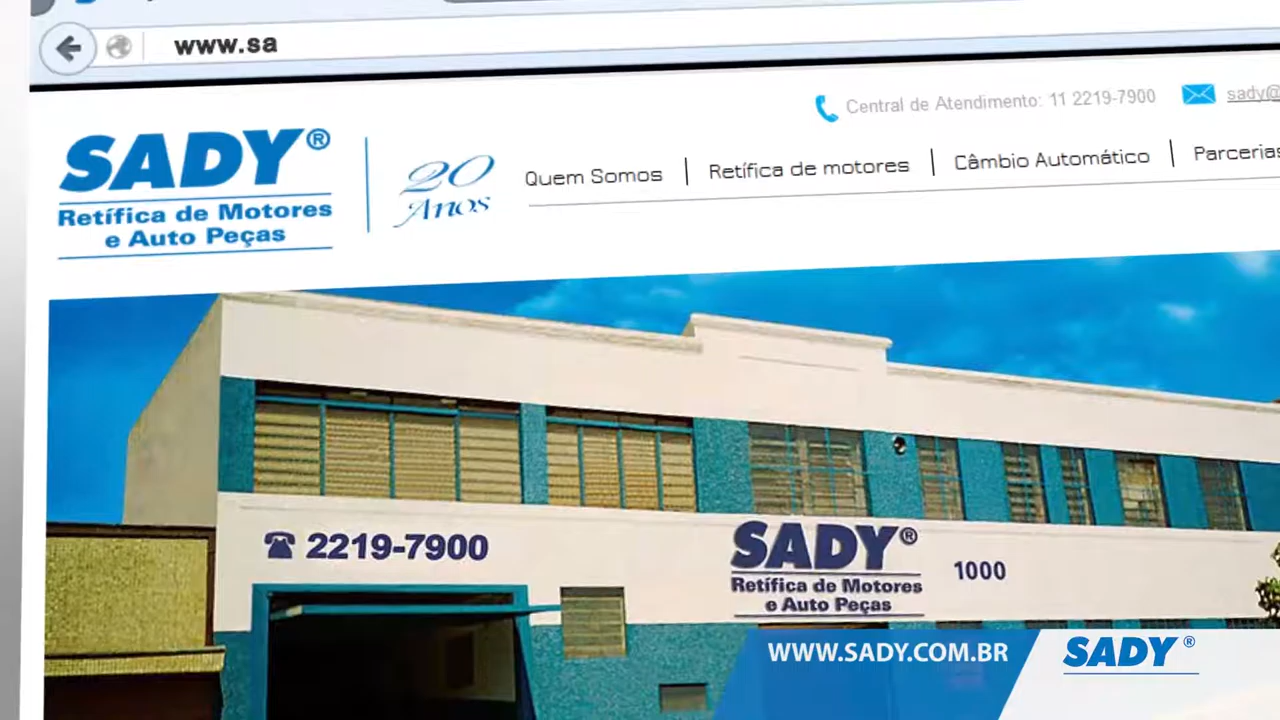 www.sa
Central de Atendimento: 11 2219-7900
sady@
SADY®
Retífica de Motores
e Auto Peças
20
Anos
Quem Somos
Retífica de motores
Câmbio Automático
Parcerias
2219-7900
SADY®
Retífica de Motores
e Auto Peças
1000
WWW.SADY.COM.BR
SADY®